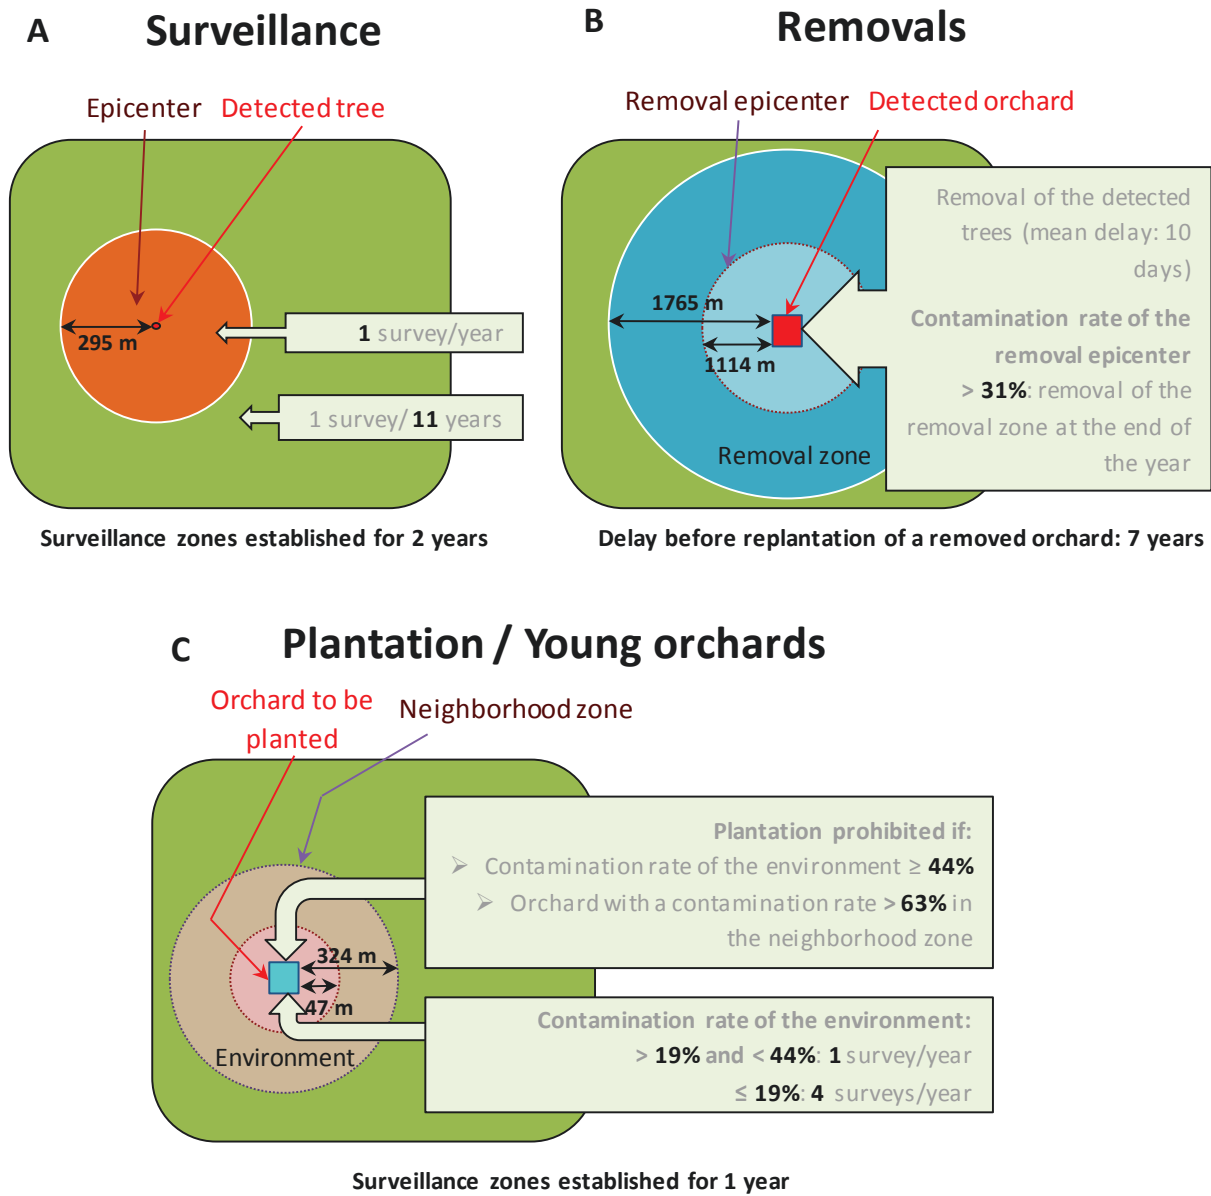 A
Surveillance
Epicenter
Detected tree
295 m
1 survey/year
1 survey/ 11 years
Surveillance zones established for 2 years
B
Removals
Removal epicenter
Detected orchard
1765 m
1114 m
Removal zone
Removal of the detected
trees (mean delay: 10
days)
Contamination rate of the
removal epicenter
> 31%: removal of the
removal zone at the end of
the year
Delay before replantation of a removed orchard: 7 years
C
Plantation / Young orchards
Orchard to be
planted
Neighborhood zone
324 m
47 m
Environment
Plantation prohibited if:
➢ Contamination rate of the environment ≥ 44%
➢ Orchard with a contamination rate > 63% in
the neighborhood zone
Contamination rate of the environment:
> 19% and < 44%: 1 survey/year
≤ 19%: 4 surveys/year
Surveillance zones established for 1 year